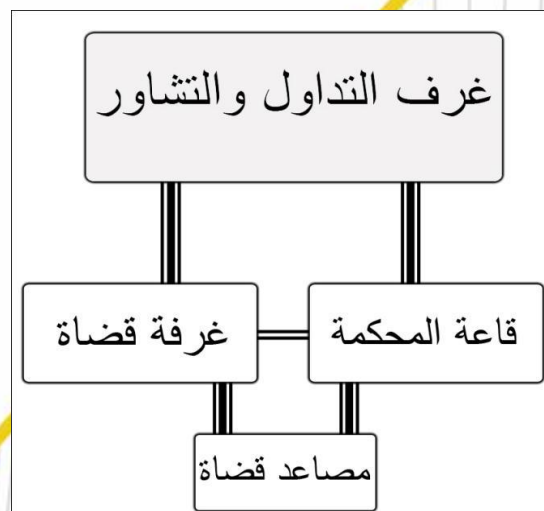 غرف التداول والتشاور
قاعة المحكمة
غرفة قضاة
مصاعد قضاة